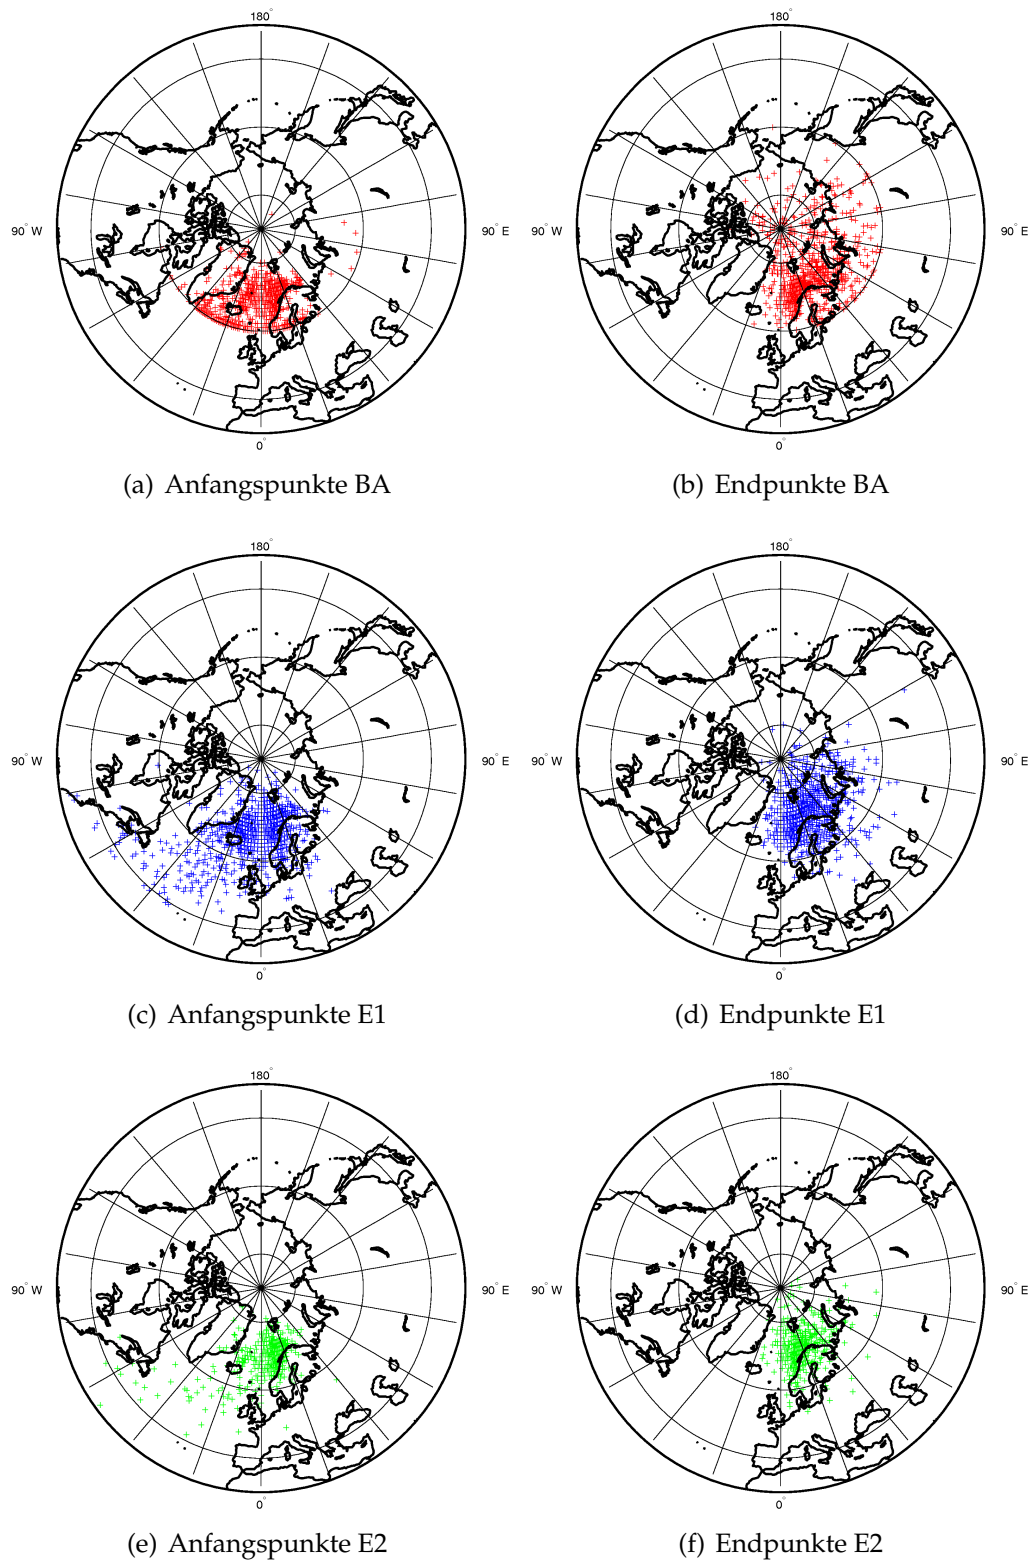 180° 180°
90° W 90° E 90° W 90° E
0° 0°
(a) Anfangspunkte BA (b) Endpunkte BA
180° 180°
90° W 90° E 90° W 90° E
0° 0°
(c) Anfangspunkte E1 (d) Endpunkte E1
180° 180°
90° W 90° E 90° W 90° E
0° 0°
(e) Anfangspunkte E2 (f) Endpunkte E2